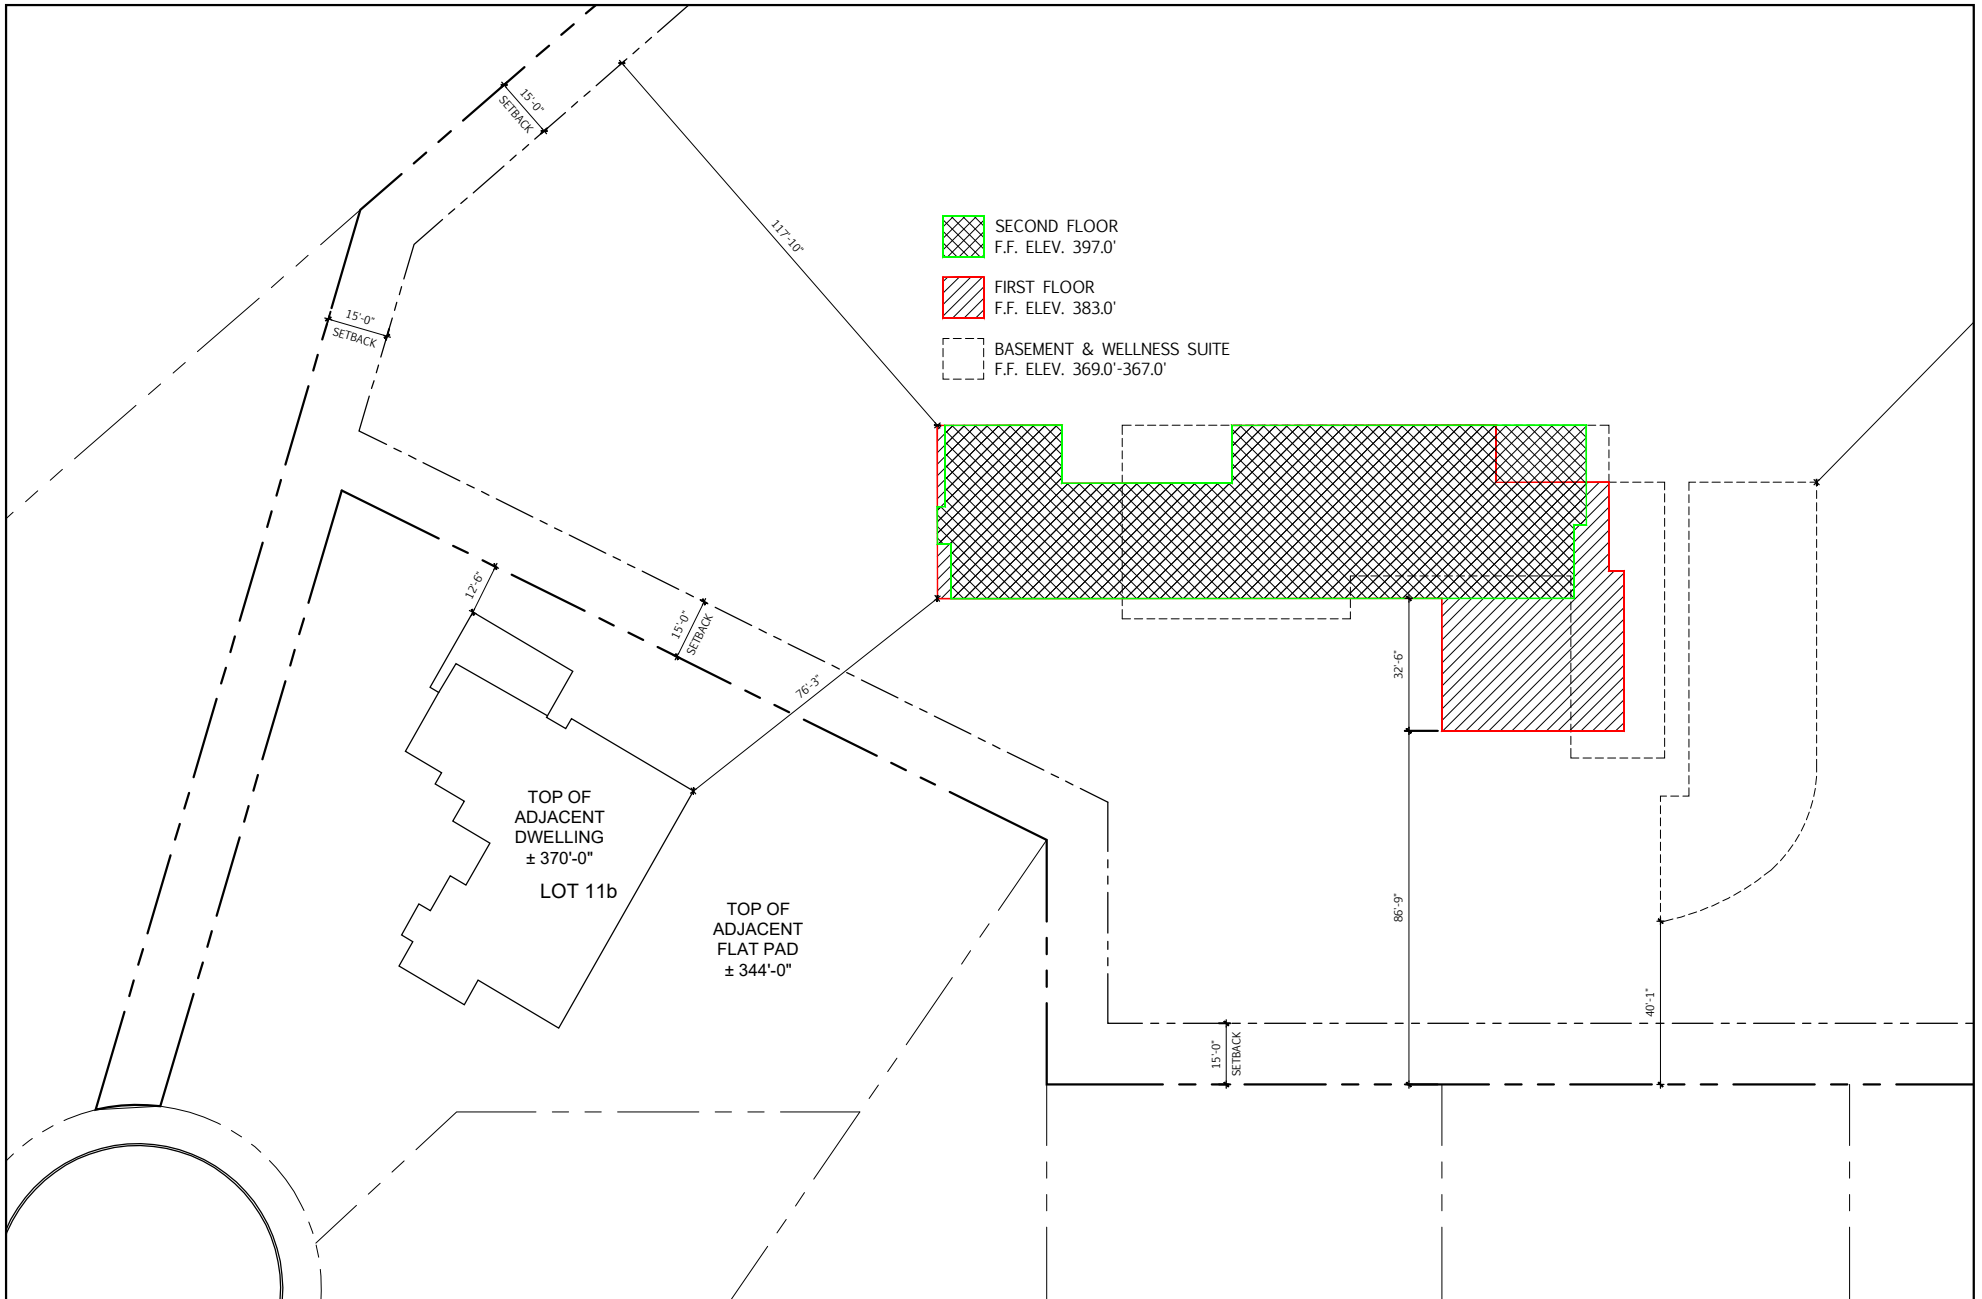 15'-0"
SETBACK
117'-10"
SECOND FLOOR
F.F. ELEV. 397.0'
FIRST FLOOR
F.F. ELEV. 383.0'
BASEMENT & WELLNESS SUITE
F.F. ELEV. 369.0'-367.0'
15'-0"
SETBACK
12'-6"
15'-0"
SETBACK
76'-3"
32'-6"
TOP OF
ADJACENT
DWELLING
± 370'-0"
LOT 11b
TOP OF
ADJACENT
FLAT PAD
± 344'-0"
86'-9"
40'-1"
15'-0"
SETBACK